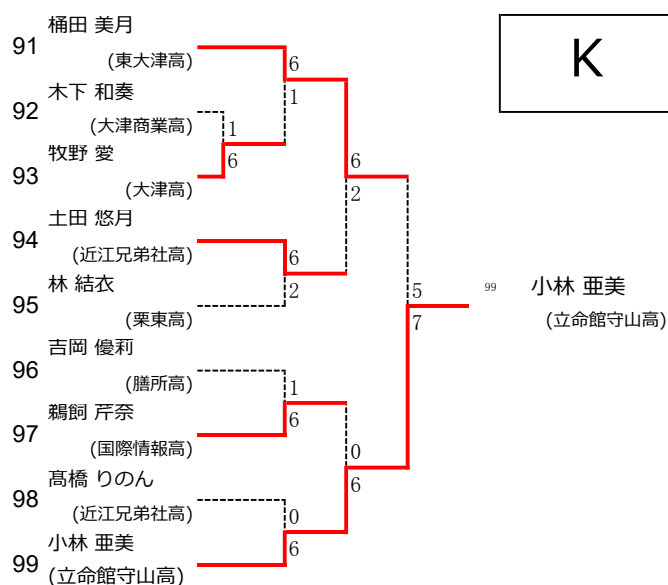 K
91 桶田 美月
(東大津高)
92 木下 和奏
(大津商業高)
93 牧野 愛
(大津高)
94 土田 悠月
(近江兄弟社高)
95 林 結衣
(栗東高)
96 吉岡 優莉
(膳所高)
97 鵜飼 芹奈
(国際情報高)
98 髙橋 りのん
(近江兄弟社高)
99 小林 亜美
(立命館守山高)
6
1
1
6
6
2
1
6
0
6
6
2
0
6
5
7
99 小林 亜美
(立命館守山高)